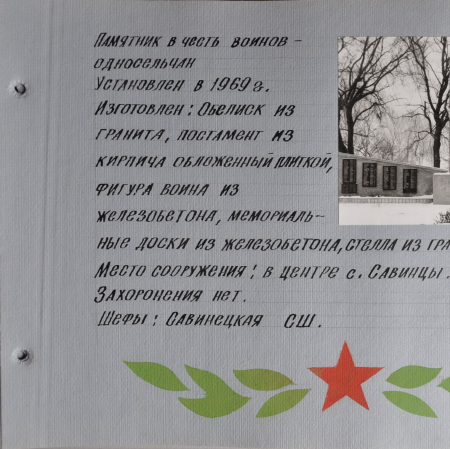 Памятник в честь воинов –
односельчан
Установлен в 1969 г.
Изготовлен: Обелиск из
гранита, постамент из
кирпича обложенный плиткой,
фигура воина из
железобетона, мемориаль–
ные доски из железобетона, стелла из гра
Место сооружения: в центре с. Савинцы.
Захоронения нет.
Шефы: Савинецкая СШ.